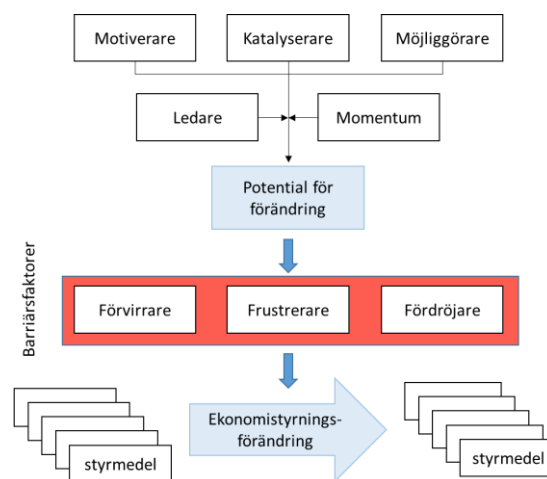 Motiverare
Katalyserare
Möjliggörare
Ledare
Momentum
Potential för
förändring
Barriärsfaktorer
Förvirrare
Frustrerare
Fördröjare
Ekonomistyrnings-
förändring
styrmedel
styrmedel